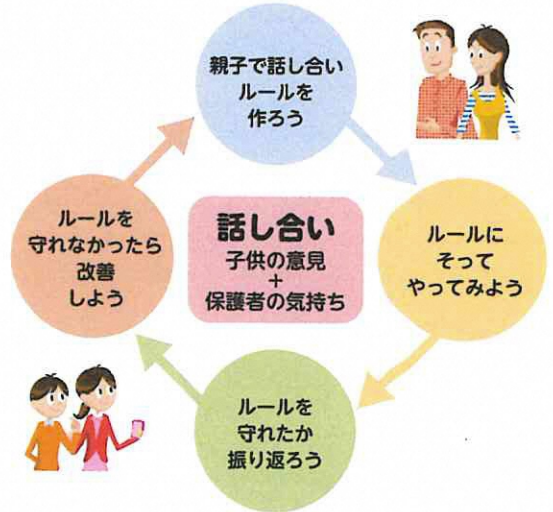 親子で話し合い
ルールを
作ろう
ルールに
そって
やってみよう
ルールを
守れたか
振り返ろう
ルールを
守れなかったら
改善
しよう
話し合い
子供の意見
+
保護者の気持ち